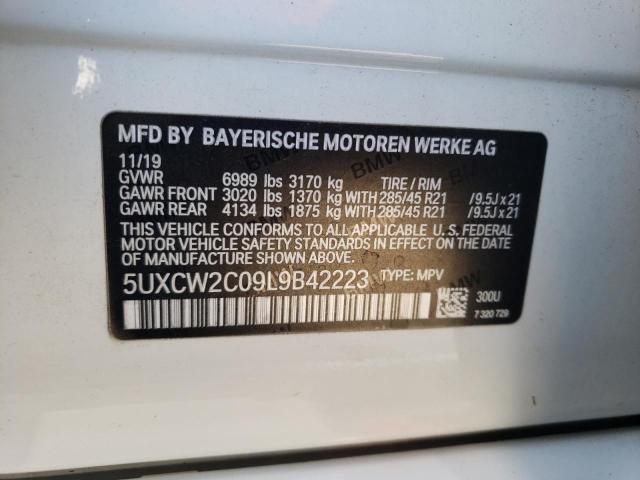 MFD BY BAYERISCHE MOTOREN WERKE AG
11/19
GVWR 6989 lbs 3170 kg TIRE / RIM
GAWR FRONT 3020 lbs 1370 kg WITH 285/45 R21 /9.5J x 21
GAWR REAR 4134 lbs 1875 kg WITH 285/45 R21 /9.5J x 21
THIS VEHICLE CONFORMS TO ALL APPLICABLE U.S. FEDERAL
MOTOR VEHICLE SAFETY STANDARDS IN EFFECT ON THE DATE
OF MANUFACTURE SHOWN ABOVE.
5UXCW2C09L9B42223 TYPE: MPV
300U
7 320 729